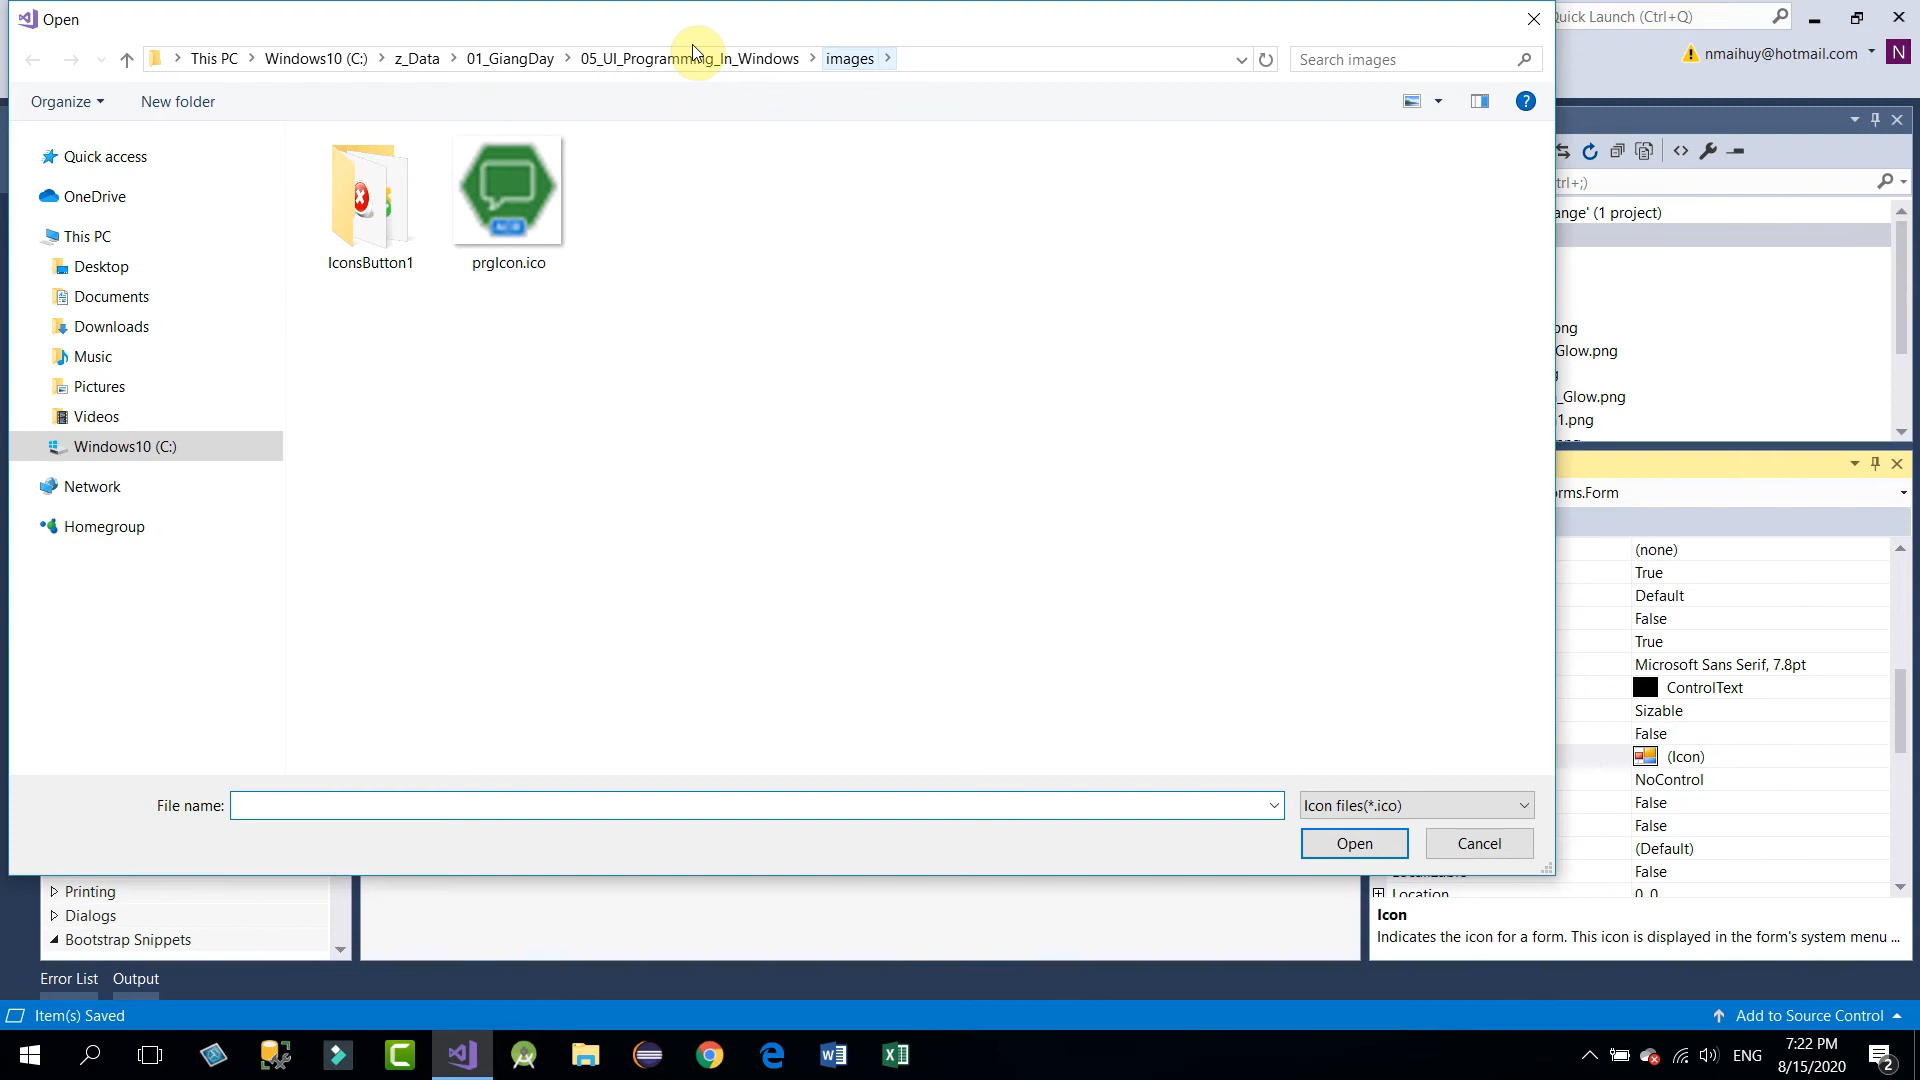 Open
This PC
Windows10 (C:)
z_Data
01_GiangDay
05_UI_Programming_In_Windows
images
Search images
Quick Launch (Ctrl+Q)
nmaihuy@hotmail.com
N
Organize
New folder
?
Quick access
OneDrive
This PC
Desktop
Documents
Downloads
Music
Pictures
Videos
Windows10 (C:)
Network
Homegroup
IconsButton1
prgIcon.ico
trl+;)
ange' (1 project)
png
Glow.png
_Glow.png
1.png
orms.Form
(none)
True
Default
False
True
Microsoft Sans Serif, 7.8pt
ControlText
Sizable
False
(Icon)
NoControl
False
False
(Default)
False
Location
0, 0
File name:
Icon files(*.ico)
Open
Cancel
Icon
Indicates the icon for a form. This icon is displayed in the form's system menu ...
Printing
Dialogs
Bootstrap Snippets
Error List
Output
Item(s) Saved
Add to Source Control
ENG
7:22 PM
8/15/2020
2